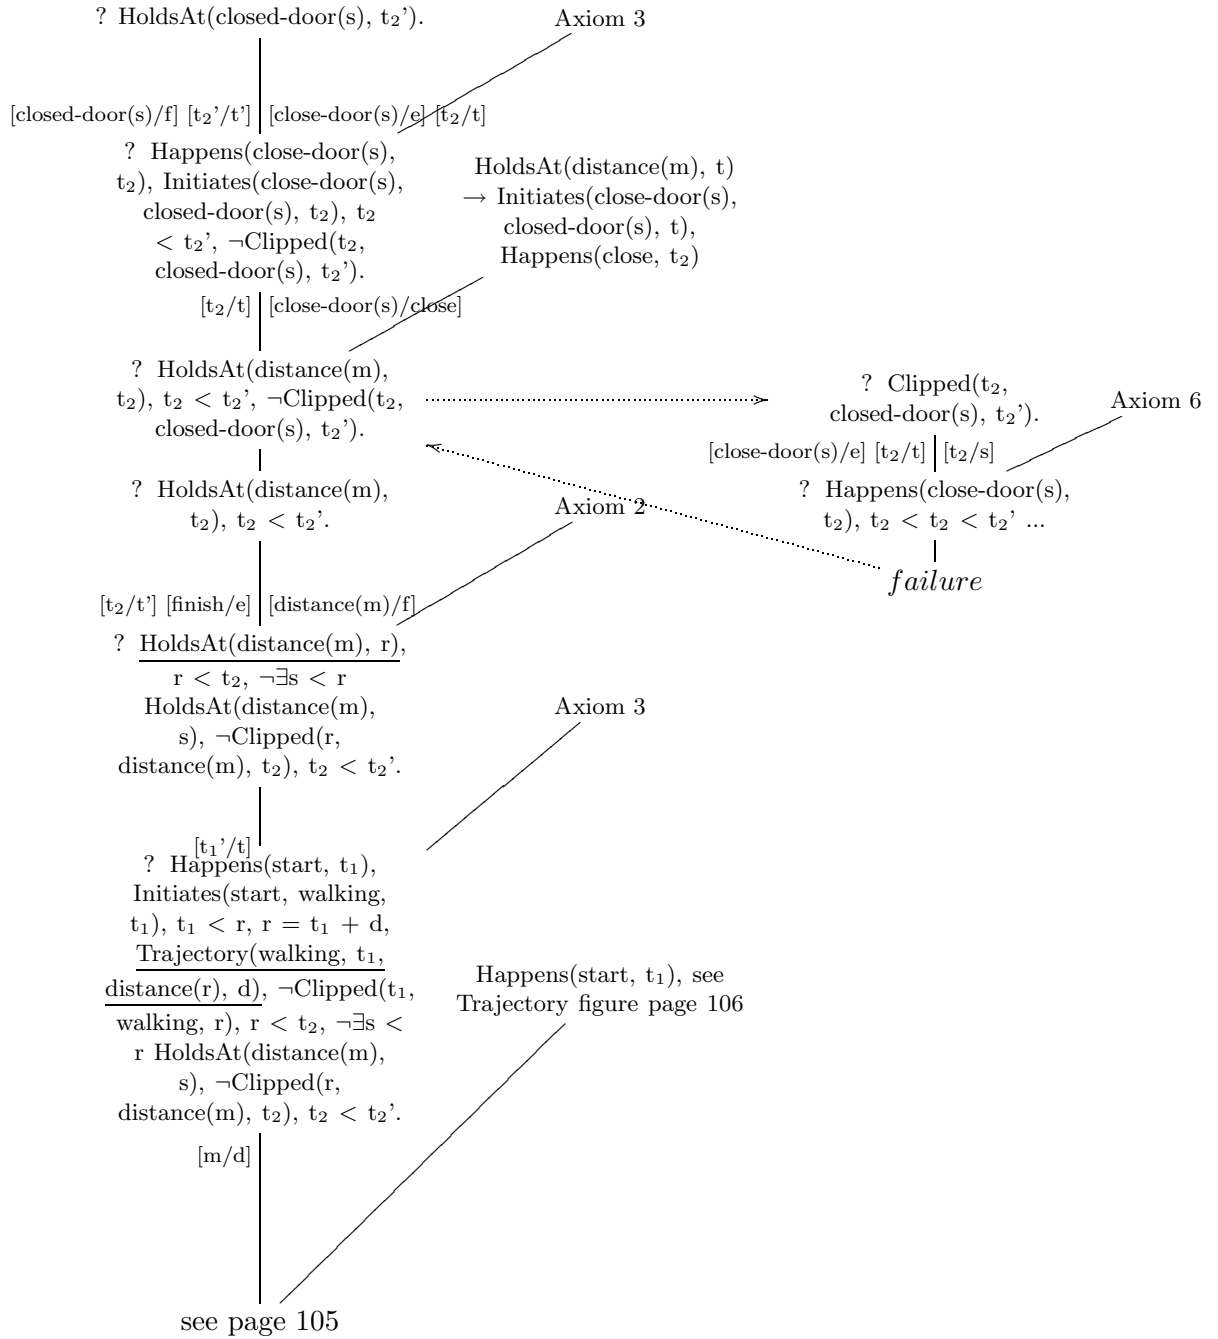 ? HoldsAt(closed-door(s), t₂').
Axiom 3
[closed-door(s)/f] [t₂'/t'] [close-door(s)/e] [t₂/t]
? Happens(close-door(s),
t₂), Initiates(close-door(s),
closed-door(s), t₂), t₂
< t₂', ¬Clipped(t₂,
closed-door(s), t₂').
HoldsAt(distance(m), t)
→ Initiates(close-door(s),
closed-door(s), t),
Happens(close, t₂)
[t₂/t] [close-door(s)/close]
? HoldsAt(distance(m),
t₂), t₂ < t₂', ¬Clipped(t₂,
closed-door(s), t₂').
? Clipped(t₂,
closed-door(s), t₂').
Axiom 6
[close-door(s)/e] [t₂/t] [t₂/s]
? Happens(close-door(s),
t₂), t₂ < t₂ < t₂' ...
failure
? HoldsAt(distance(m),
t₂), t₂ < t₂'.
Axiom 2
[t₂/t'] [finish/e] [distance(m)/f]
? HoldsAt(distance(m), r),
r < t₂, ¬∃s < r
HoldsAt(distance(m),
s), ¬Clipped(r,
distance(m), t₂), t₂ < t₂'.
Axiom 3
[t₁'/t]
? Happens(start, t₁),
Initiates(start, walking,
t₁), t₁ < r, r = t₁ + d,
Trajectory(walking, t₁,
distance(r), d), ¬Clipped(t₁,
walking, r), r < t₂, ¬∃s <
r HoldsAt(distance(m),
s), ¬Clipped(r,
distance(m), t₂), t₂ < t₂'.
Happens(start, t₁), see
Trajectory figure page 106
[m/d]
see page 105